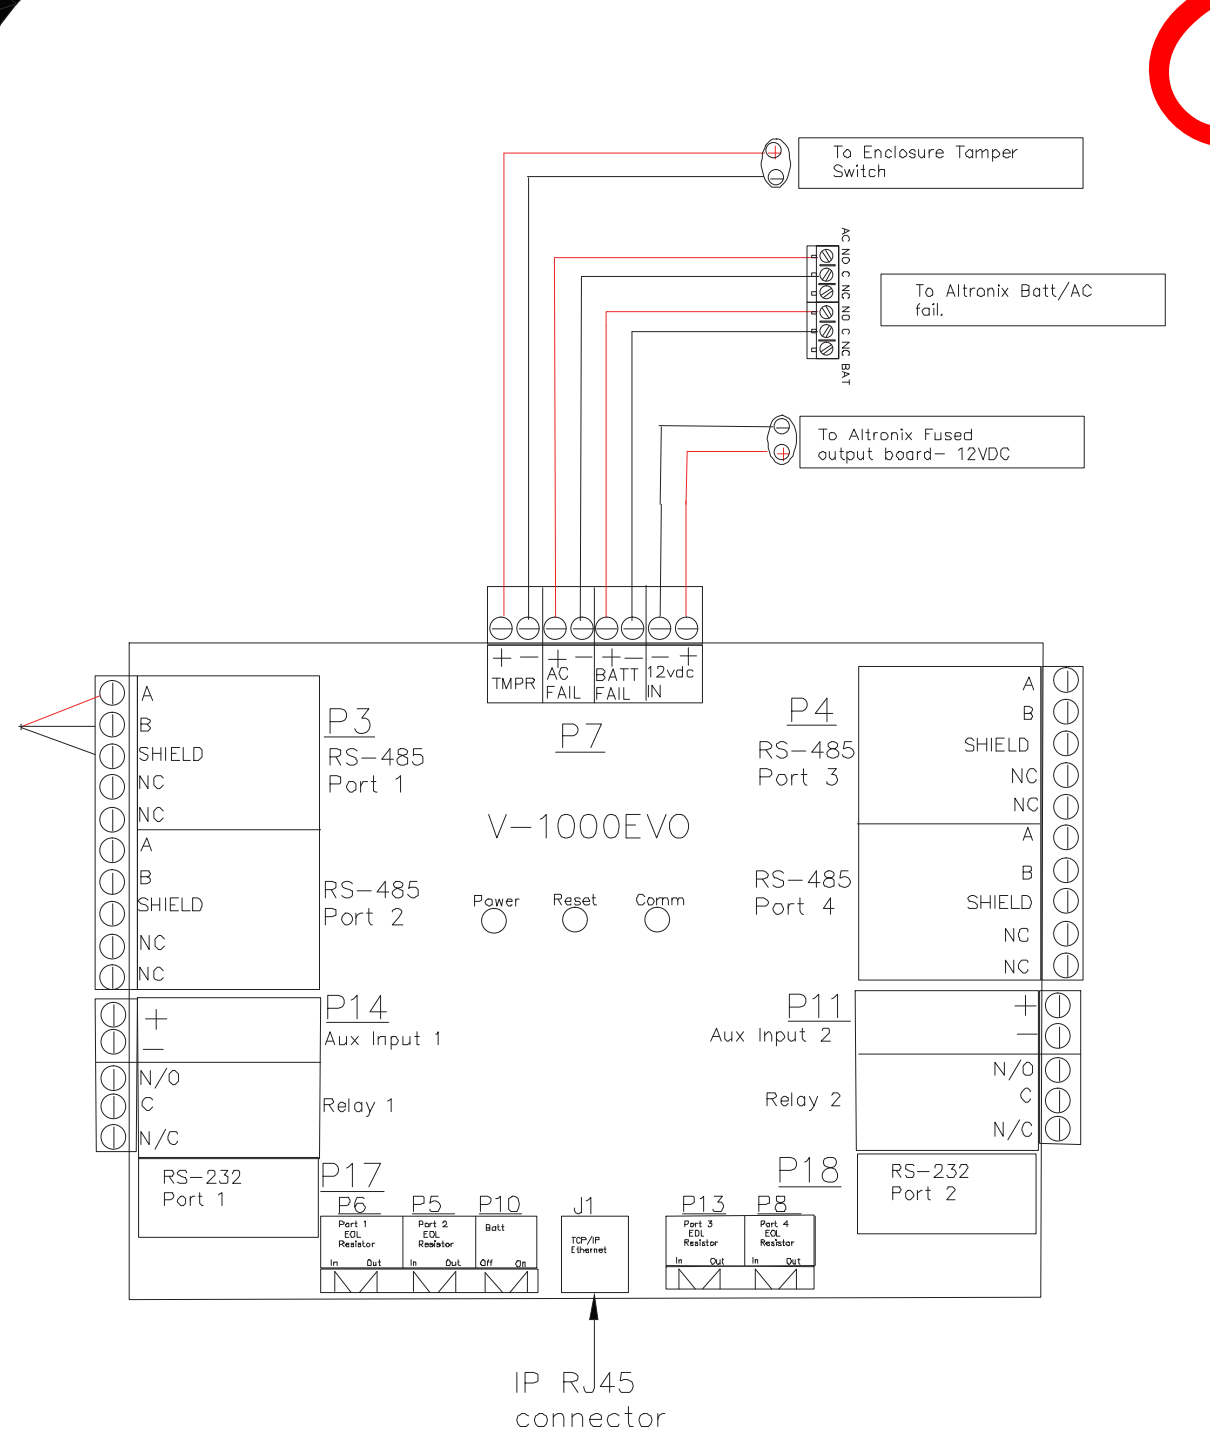 To Enclosure Tamper
Switch
AC NO C NC NO C NC BAT
To Altronix Batt/AC
fail.
To Altronix Fused
output board- 12VDC
+ - + - + - - +
TMPR
AC
FAIL
BATT
FAIL
12vdc
IN
P7
A
B
SHIELD
NC
NC
P3
RS-485
Port 1
A
B
SHIELD
NC
NC
RS-485
Port 2
V-1000EVO
Power
Reset
Comm
P4
RS-485
Port 3
A
B
SHIELD
NC
NC
RS-485
Port 4
A
B
SHIELD
NC
NC
P14
Aux Input 1
+
-
N/O
C
N/C
Relay 1
P11
Aux Input 2
+
-
N/O
C
N/C
Relay 2
RS-232
Port 1
P17
P18
RS-232
Port 2
P6
Port 1
EOL
Resistor
In Out
P5
Port 2
EOL
Resistor
In Out
P10
Batt
Off On
J1
TCP/IP
Ethernet
P13
Port 3
EOL
Resistor
In Out
P8
Port 4
EOL
Resistor
In Out
IP RJ45
connector